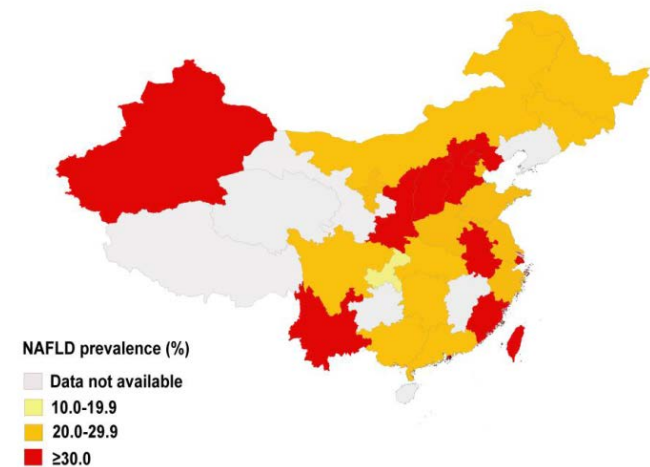 NAFLD prevalence (%)
Data not available
10.0-19.9
20.0-29.9
≥30.0